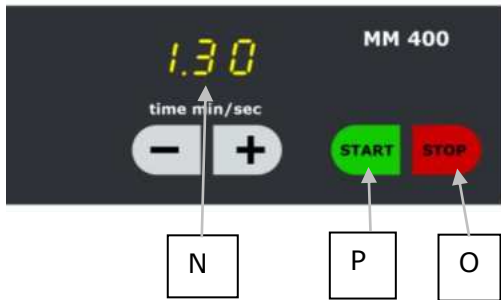 1.30
MM 400
time min/sec
- +
START STOP
N P O